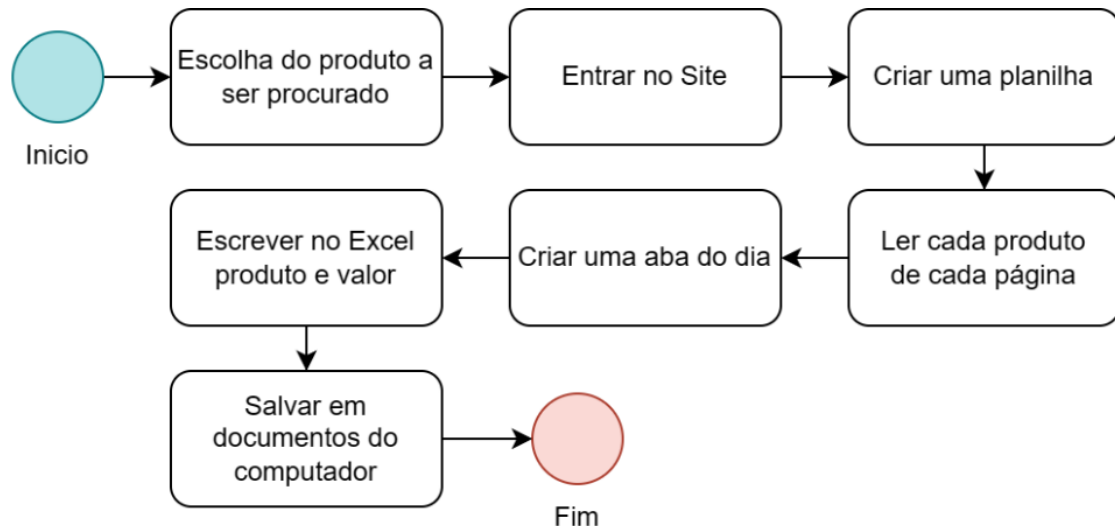 Inicio
Escolha do produto a
ser procurado
Entrar no Site
Criar uma planilha
Ler cada produto
de cada página
Criar uma aba do dia
Escrever no Excel
produto e valor
Salvar em
documentos do
computador
Fim